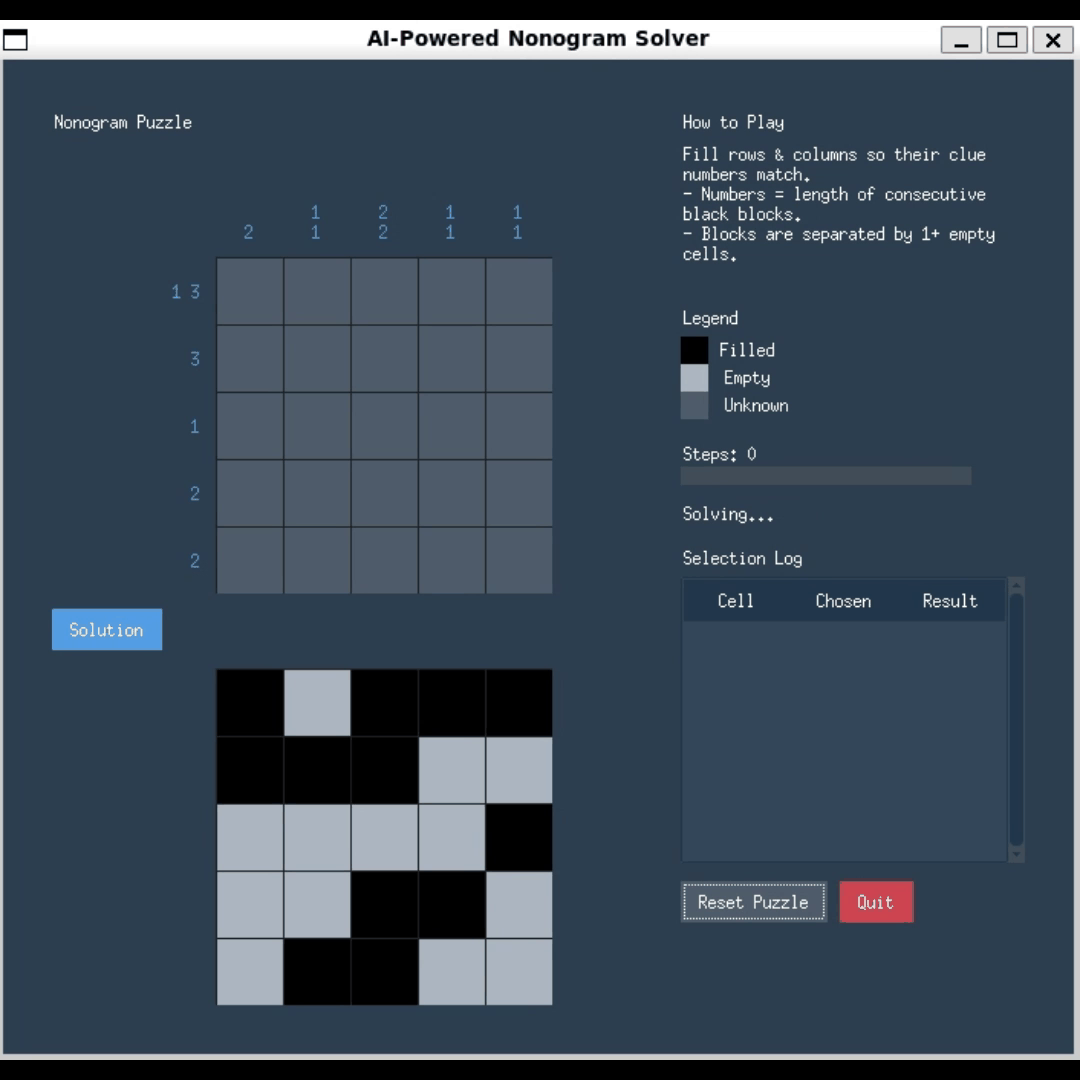 AI-Powered Nonogram Solver
Nonogram Puzzle
1 2 1 1
2 1 2 1 1
1 3
3
1
2
2
Solution
How to Play
Fill rows & columns so their clue
numbers match.
- Numbers = length of consecutive
black blocks.
- Blocks are separated by 1+ empty
cells.
Legend
Filled
Empty
Unknown
Steps: 0
Solving...
Selection Log
Cell Chosen Result
Reset Puzzle Quit